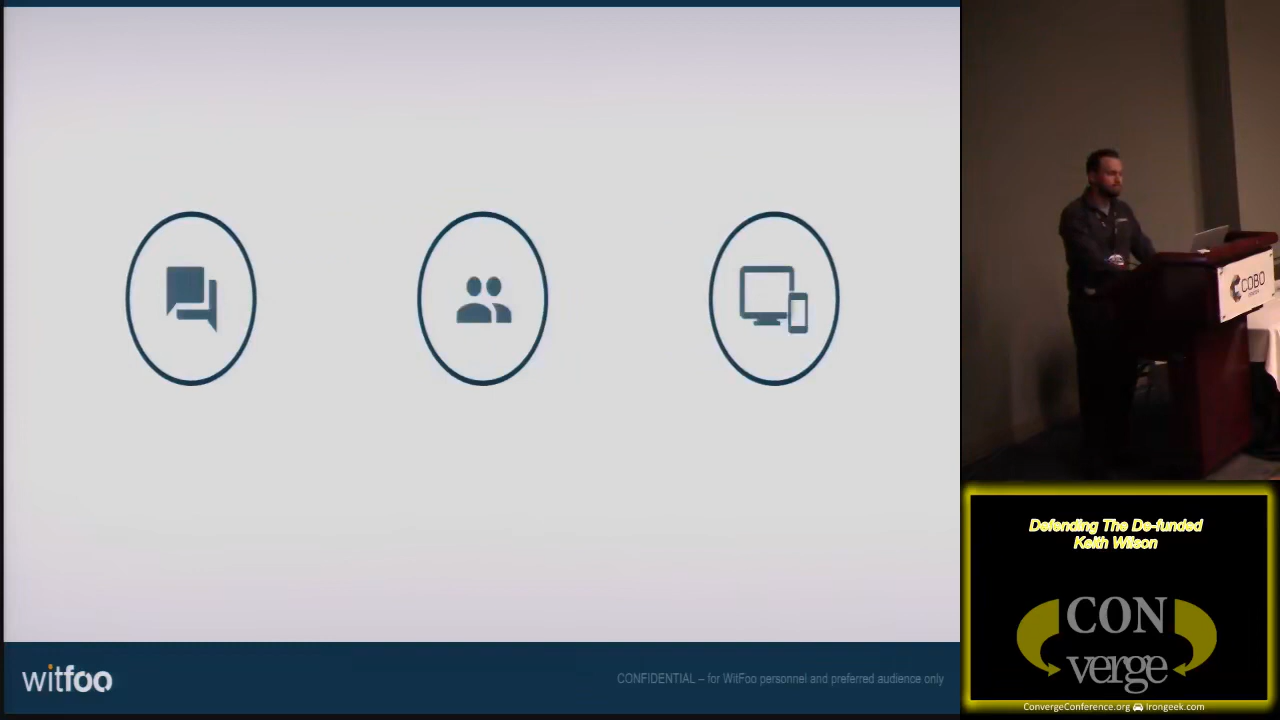 witfoo
CONFIDENTIAL – for WitFoo personnel and preferred audience only
COBO
Defending The De-funded
Keith Wilson
CON
verge
ConvergeConference.org Irongeek.com